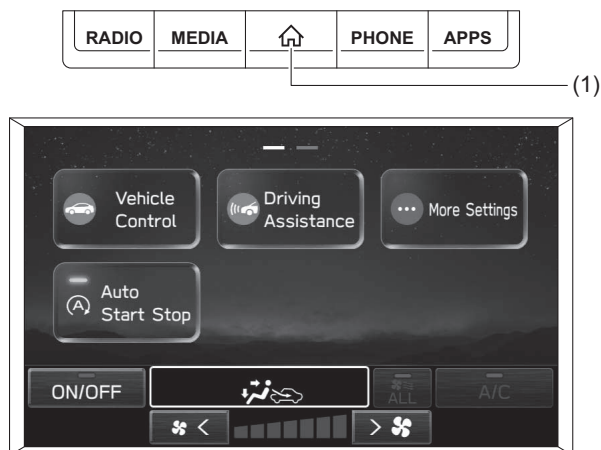 RADIO MEDIA PHONE APPS
(1)
Vehicle
Control
Driving
Assistance
More Settings
Auto
Start Stop
A
ON/OFF
ALL
A/C
< >